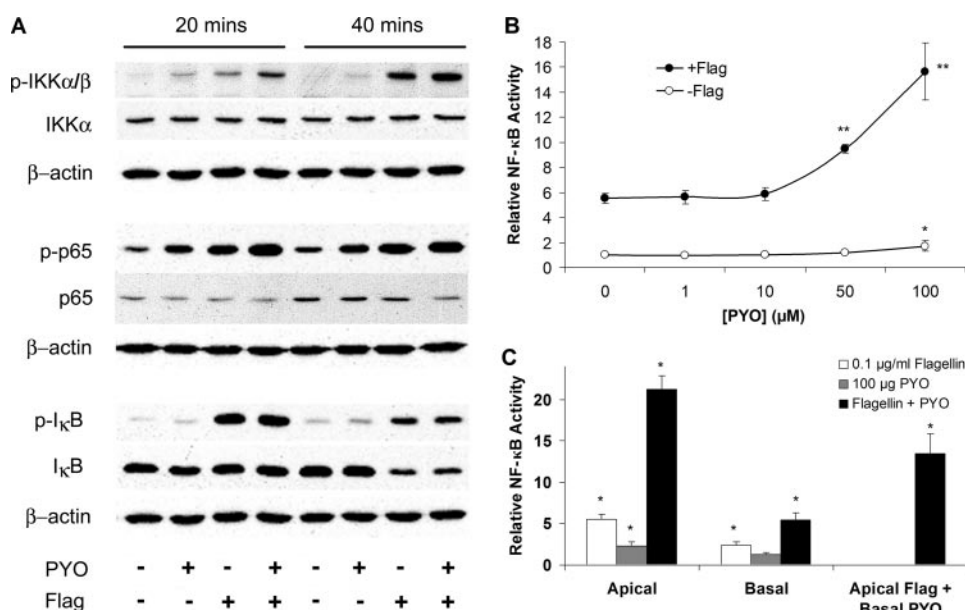 A
20 mins 40 mins
p-IKKα/β
IKKα
β–actin
p-p65
p65
β–actin
p-IκB
IκB
β–actin
PYO - + - + - + - +
Flag - - + + - - + +
B
Relative NF-κB Activity
18
16
14
12
10
8
6
4
2
0
+Flag
-Flag
**
**
*
0 1 10 50 100
[PYO] (µM)
C
Relative NF-κB Activity
20
15
10
5
0
0.1 µg/ml Flagellin
100 µg PYO
Flagellin + PYO
* * * * * *
Apical Basal Apical Flag +
Basal PYO